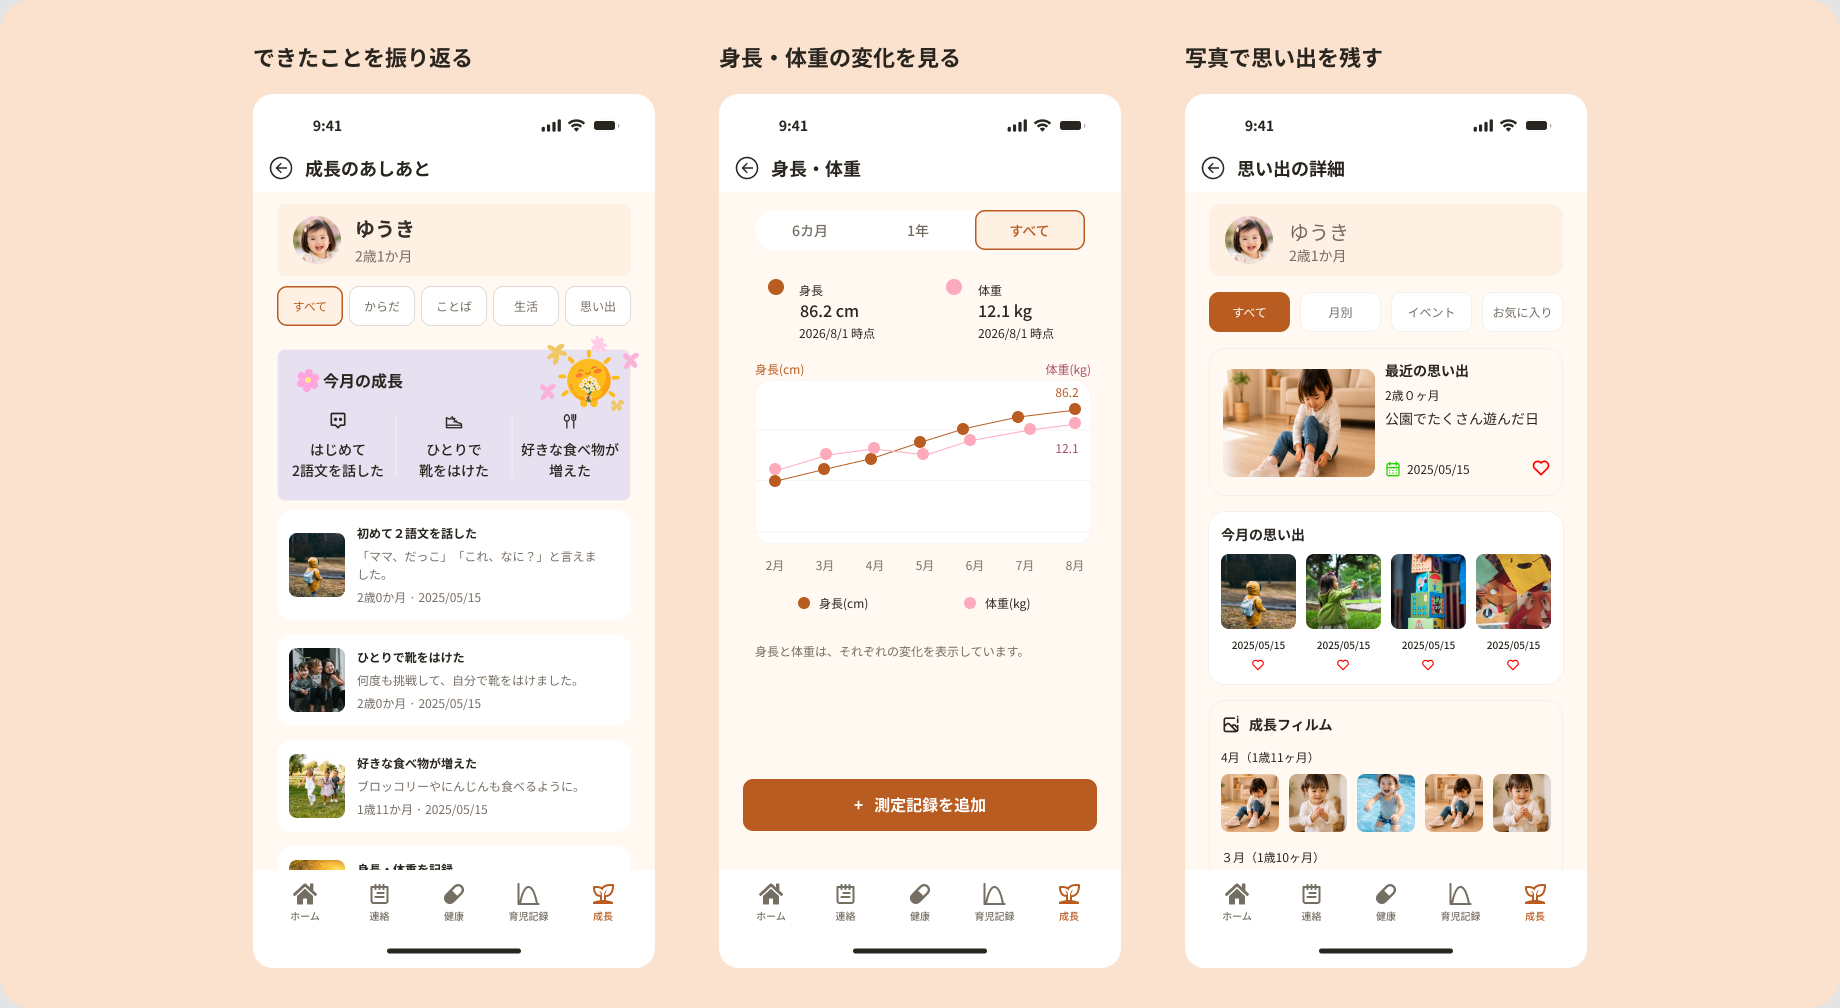 できたことを振り返る
9:41
成長のあしあと
ゆうき
2歳1か月
すべて
からだ
ことば
生活
思い出
今月の成長
はじめて
2語文を話した
ひとりで
靴をはけた
好きな食べ物が
増えた
初めて２語文を話した
「ママ、だっこ」「これ、なに？」と言えま
した。
2歳0か月・2025/05/15
ひとりで靴をはけた
何度も挑戦して、自分で靴をはけました。
2歳0か月・2025/05/15
好きな食べ物が増えた
ブロッコリーやにんじんも食べるように。
1歳11か月・2025/05/15
身長・体重を記録
ホーム
連絡
健康
育児記録
成長
身長・体重の変化を見る
9:41
身長・体重
6カ月
1年
すべて
身長
86.2 cm
2026/8/1 時点
体重
12.1 kg
2026/8/1 時点
身長(cm)
体重(kg)
86.2
12.1
2月
3月
4月
5月
6月
7月
8月
身長(cm)
体重(kg)
身長と体重は、それぞれの変化を表示しています。
+ 測定記録を追加
ホーム
連絡
健康
育児記録
成長
写真で思い出を残す
9:41
思い出の詳細
ゆうき
2歳1か月
すべて
月別
イベント
お気に入り
最近の思い出
2歳０ヶ月
公園でたくさん遊んだ日
2025/05/15
今月の思い出
2025/05/15
2025/05/15
2025/05/15
2025/05/15
成長フィルム
4月（1歳11ヶ月）
３月（1歳10ヶ月）
ホーム
連絡
健康
育児記録
成長